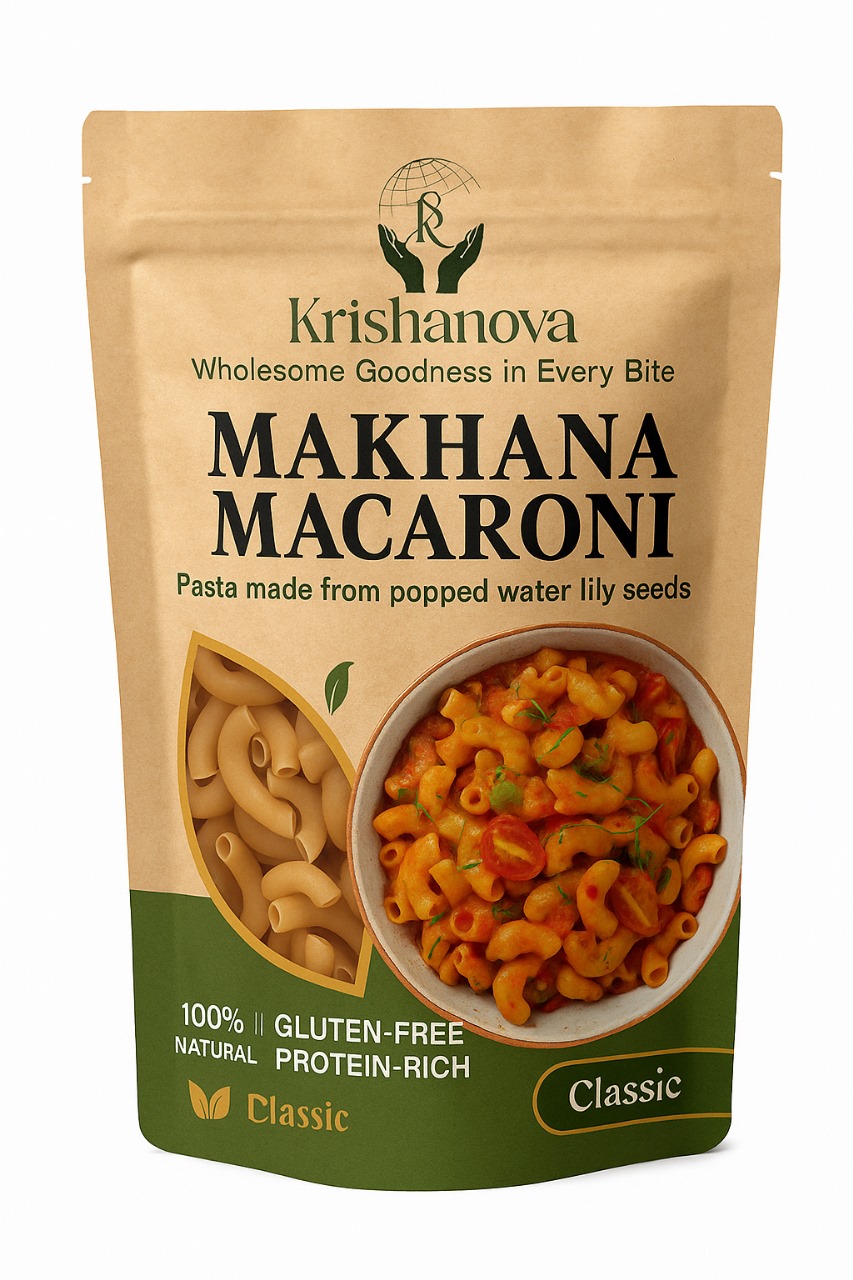 Krishanova
Wholesome Goodness in Every Bite
MAKHANA
MACARONI
Pasta made from popped water lily seeds
100% || GLUTEN-FREE
NATURAL PROTEIN-RICH
Classic
Classic